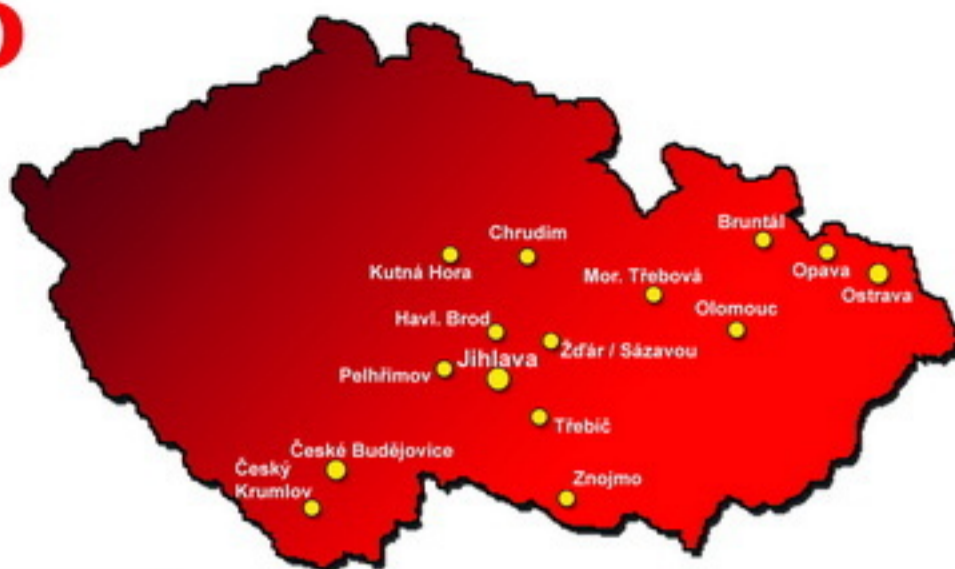 Bruntál
Chrudim
Kutná Hora
Opava
Mor. Třebová
Ostrava
Olomouc
Havl. Brod
Žďár / Sázavou
Jihlava
Pelhřimov
Třebíč
České Budějovice
Český
Krumlov
Znojmo